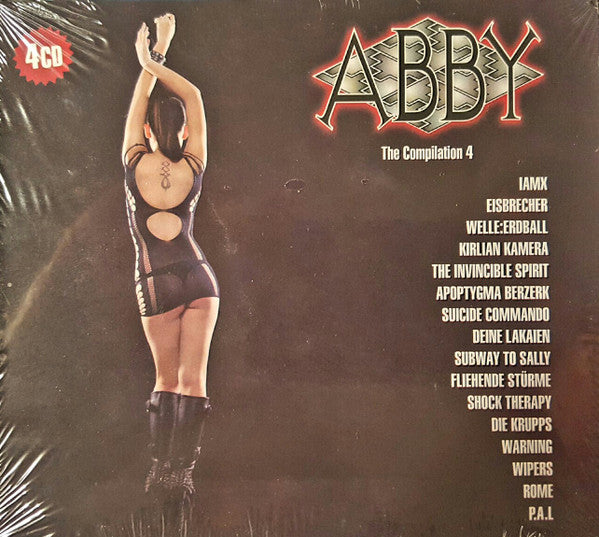 4CD
ABBY
The Compilation 4
IAMX
EISBRECHER
WELLE:ERDBALL
KIRLIAN KAMERA
THE INVINCIBLE SPIRIT
APOPTYGMA BERZERK
SUICIDE COMMANDO
DEINE LAKAIEN
SUBWAY TO SALLY
FLIEHENDE STÜRME
SHOCK THERAPY
DIE KRUPPS
WARNING
WIPERS
ROME
P.A.L